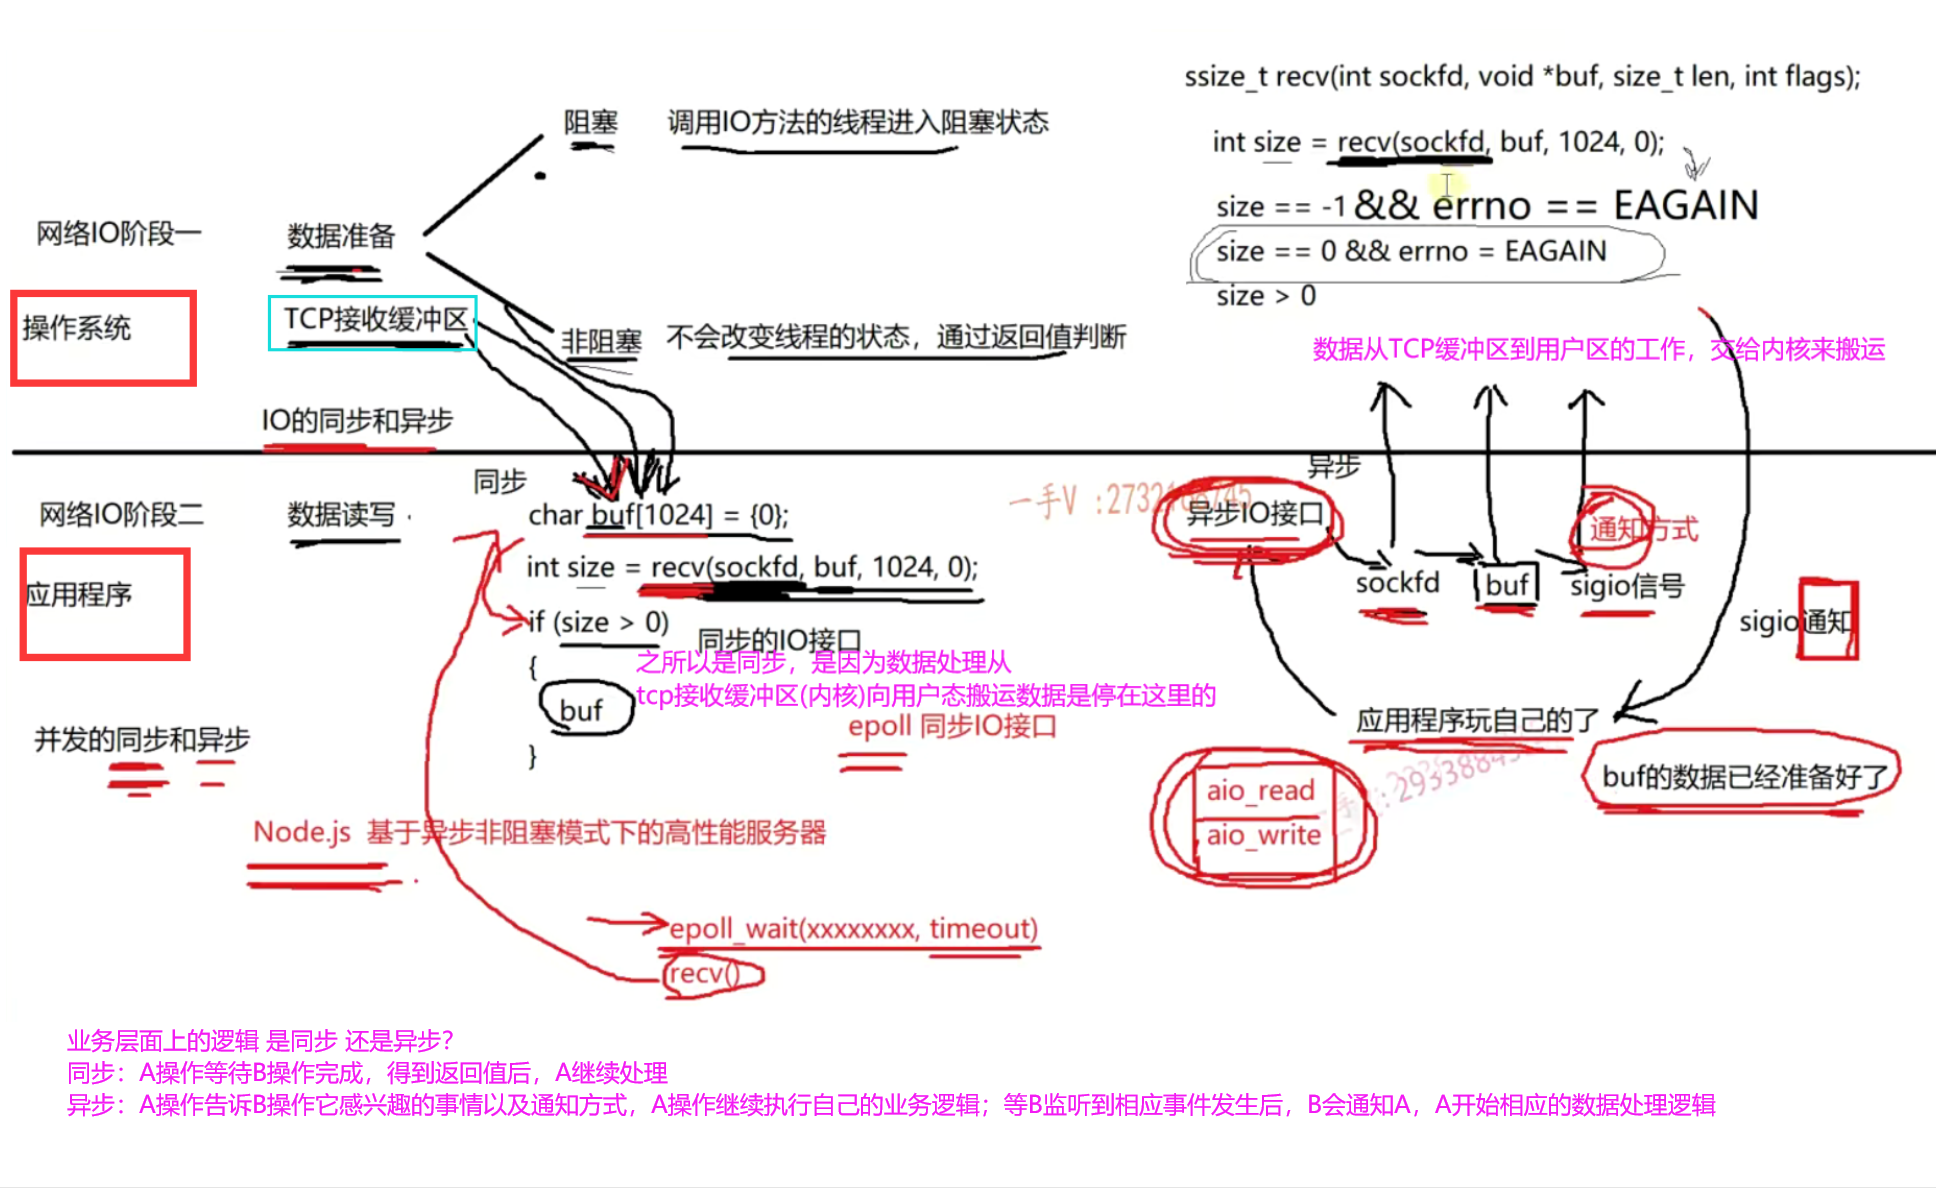 ssize_t recv(int sockfd, void *buf, size_t len, int flags);
阻塞 调用IO方法的线程进入阻塞状态
int size = recv(sockfd, buf, 1024, 0);
size == -1 && errno == EAGAIN
网络IO阶段一 数据准备
size == 0 && errno = EAGAIN
size > 0
操作系统 TCP接收缓冲区
非阻塞 不会改变线程的状态，通过返回值判断
数据从TCP缓冲区到用户区的工作，交给内核来搬运
IO的同步和异步
同步
异步
网络IO阶段二 数据读写
char buf[1024] = {0};
一手V
异步IO接口
通知方式
int size = recv(sockfd, buf, 1024, 0);
sockfd buf sigio信号
应用程序
if (size > 0)
sigio通知
同步的IO接口
{
之所以是同步，是因为数据处理从
tcp接收缓冲区(内核)向用户态搬运数据是停在这里的
buf
epoll 同步IO接口
应用程序玩自己的了
并发的同步和异步
}
buf的数据已经准备好了
aio_read
aio_write
Node.js 基于异步非阻塞模式下的高性能服务器
epoll_wait(xxxxxxxx, timeout)
recv()
业务层面上的逻辑 是同步 还是异步?
同步：A操作等待B操作完成，得到返回值后，A继续处理
异步：A操作告诉B操作它感兴趣的事情以及通知方式，A操作继续执行自己的业务逻辑；等B监听到相应事件发生后，B会通知A，A开始相应的数据处理逻辑